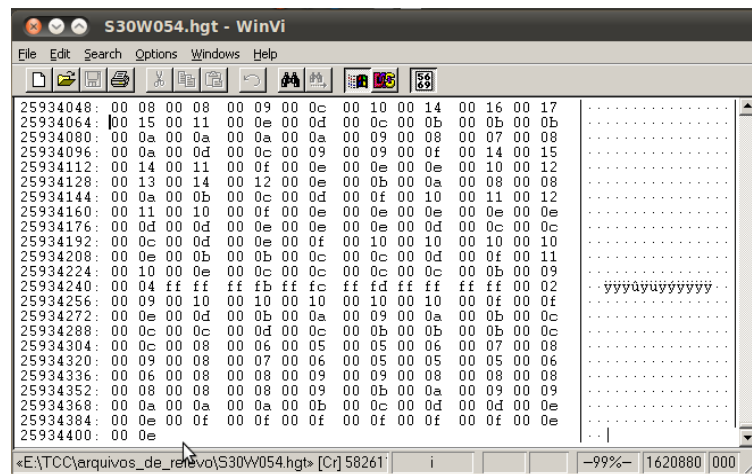 S30W054.hgt - WinVi
File Edit Search Options Windows Help
25934048: 00 08 00 08 00 09 00 0c 00 10 00 14 00 16 00 17 ................
25934064: 00 15 00 11 00 0e 00 0d 00 0c 00 0b 00 0b 00 0b ................
25934080: 00 0a 00 0a 00 0a 00 0a 00 09 00 08 00 07 00 08 ................
25934096: 00 0a 00 0d 00 0c 00 09 00 09 00 0f 00 14 00 15 ................
25934112: 00 14 00 11 00 0f 00 0e 00 0e 00 0e 00 10 00 12 ................
25934128: 00 13 00 14 00 12 00 0e 00 0b 00 0a 00 08 00 08 ................
25934144: 00 0a 00 0b 00 0c 00 0d 00 0f 00 10 00 11 00 12 ................
25934160: 00 11 00 10 00 0f 00 0e 00 0e 00 0e 00 0e 00 0e ................
25934176: 00 0d 00 0d 00 0e 00 0e 00 0e 00 0d 00 0c 00 0c ................
25934192: 00 0c 00 0d 00 0e 00 0f 00 10 00 10 00 10 00 10 ................
25934208: 00 0e 00 0b 00 0b 00 0c 00 0c 00 0d 00 0f 00 11 ................
25934224: 00 10 00 0e 00 0c 00 0c 00 0c 00 0c 00 0b 00 09 ................
25934240: 00 04 ff ff ff fb ff fc ff fd ff ff ff ff 00 02 ..ÿÿÿûÿüÿýÿÿÿÿ..
25934256: 00 09 00 10 00 10 00 10 00 10 00 10 00 0f 00 0f ................
25934272: 00 0e 00 0d 00 0b 00 0a 00 09 00 0a 00 0b 00 0c ................
25934288: 00 0c 00 0c 00 0d 00 0c 00 0b 00 0b 00 0b 00 0c ................
25934304: 00 0c 00 08 00 06 00 05 00 05 00 06 00 07 00 08 ................
25934320: 00 09 00 08 00 07 00 06 00 05 00 05 00 05 00 06 ................
25934336: 00 06 00 08 00 08 00 09 00 09 00 08 00 08 00 08 ................
25934352: 00 08 00 08 00 08 00 09 00 0b 00 0a 00 09 00 09 ................
25934368: 00 0a 00 0a 00 0a 00 0b 00 0c 00 0d 00 0d 00 0e ................
25934384: 00 0e 00 0f 00 0f 00 0f 00 0f 00 0f 00 0f 00 0e ................
25934400: 00 0e ..
«E:\TCC\arquivos_de_relevo\S30W054.hgt» [Cr] 58261 i −99%− 1620880 000